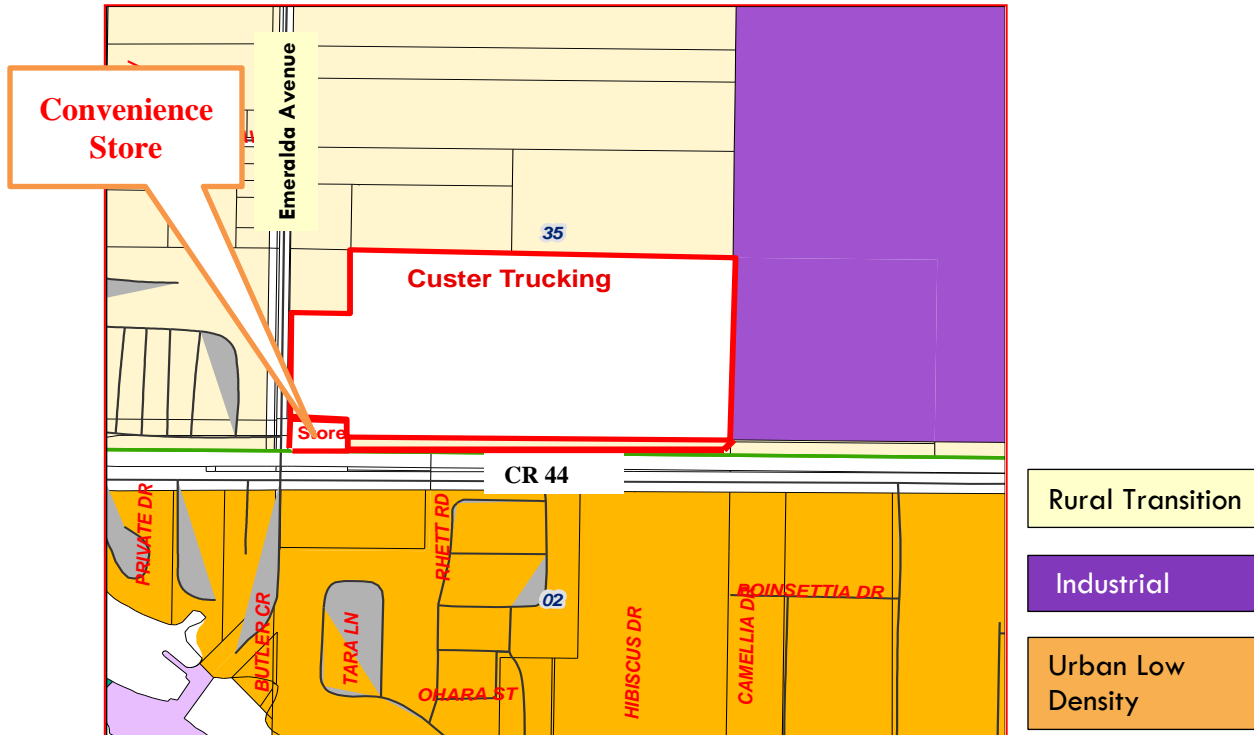 Emeralda Avenue
Convenience
Store
35
Custer Trucking
Store
CR 44
PRIVATE DR
RHETT RD
Rural Transition
POINSETTIA DR
Industrial
02
BUTLER CR
TARA LN
HIBISCUS DR
CAMELLIA DR
OHARA ST
Urban Low
Density